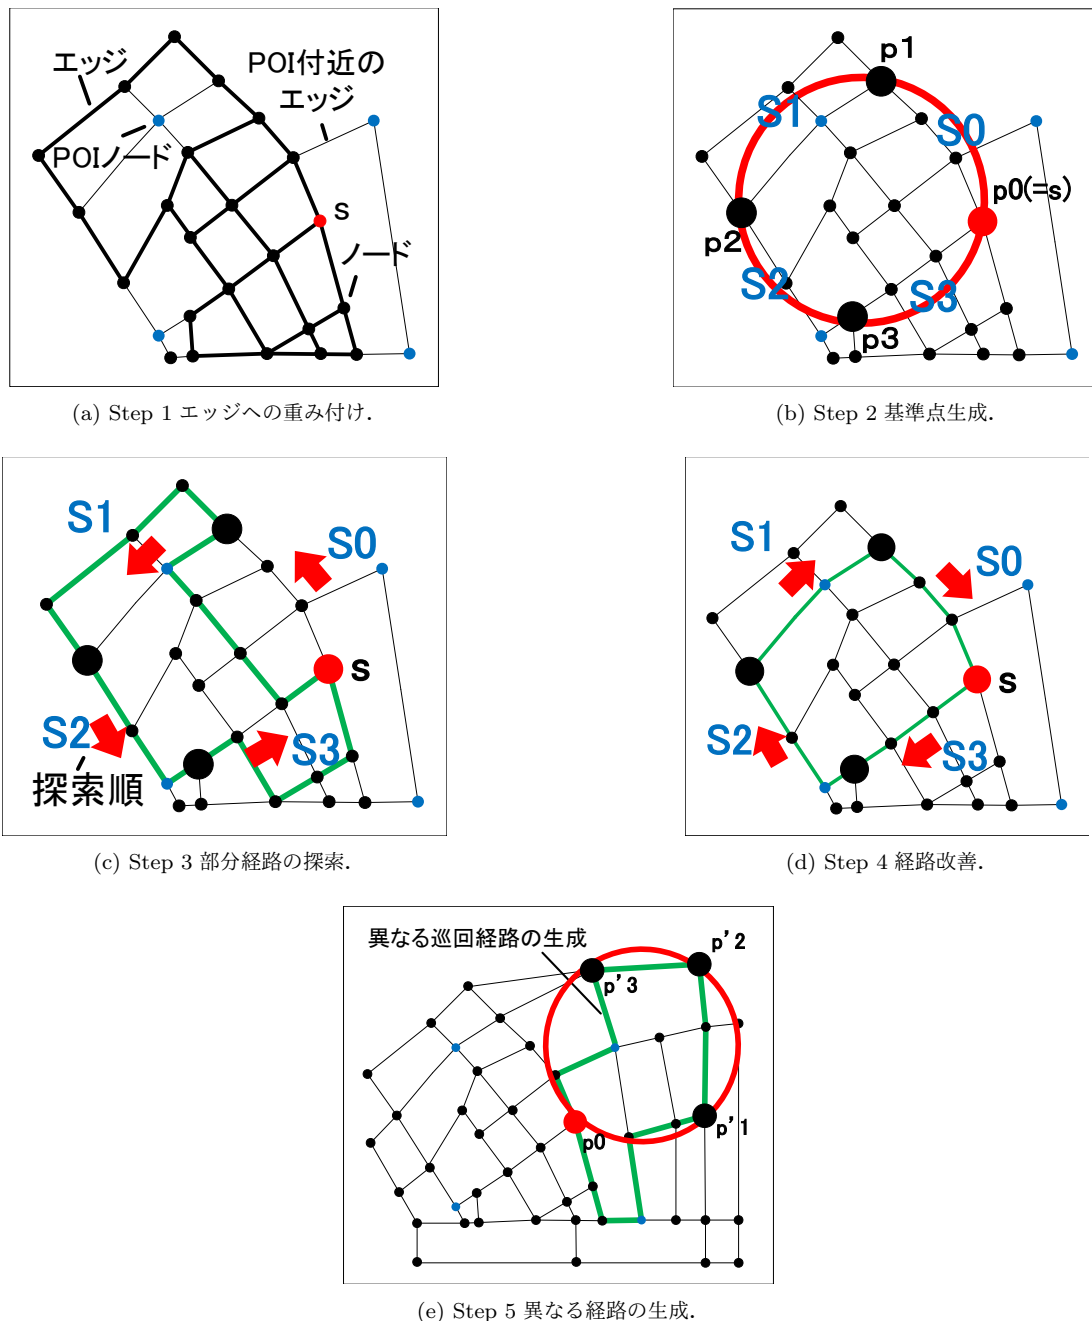 エッジ
POI付近の
エッジ
POIノード
s
ノード
(a) Step 1 エッジへの重み付け.
p1
S1
S0
p0(=s)
p2
S2
S3
p3
(b) Step 2 基準点生成.
S1
S0
s
S2
S3
探索順
(c) Step 3 部分経路の探索.
S1
S0
s
S2
S3
(d) Step 4 経路改善.
異なる巡回経路の生成
p'2
p'3
p'1
p0
(e) Step 5 異なる経路の生成.